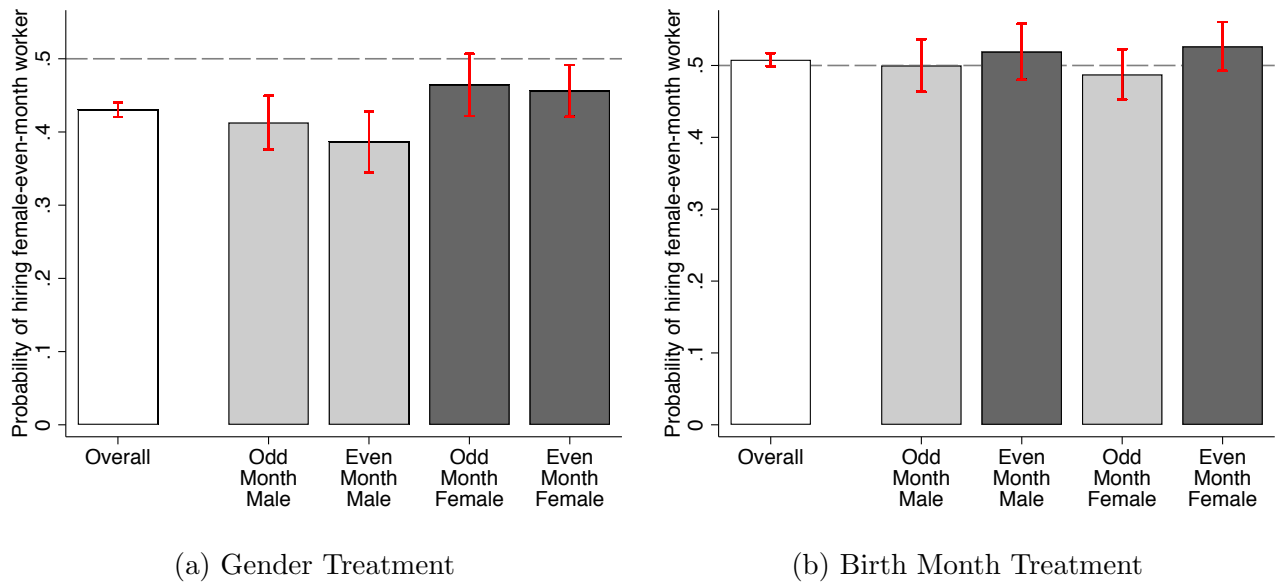 Probability of hiring female-even-month worker
.5
.4
.3
.2
.1
0
Overall
Odd
Month
Male
Even
Month
Male
Odd
Month
Female
Even
Month
Female
(a) Gender Treatment
Probability of hiring female-even-month worker
.5
.4
.3
.2
.1
0
Overall
Odd
Month
Male
Even
Month
Male
Odd
Month
Female
Even
Month
Female
(b) Birth Month Treatment